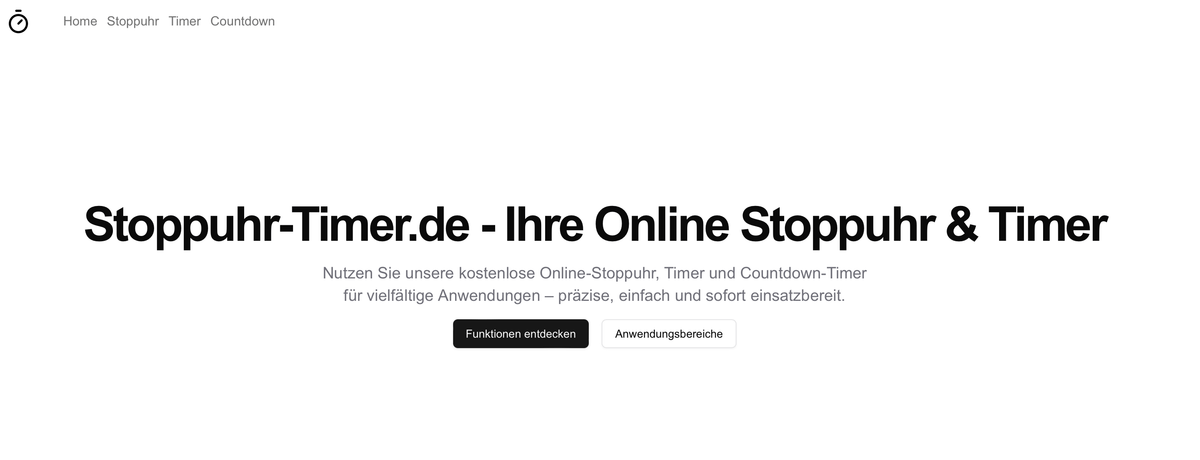 Home Stoppuhr Timer Countdown
Stoppuhr-Timer.de - Ihre Online Stoppuhr & Timer
Nutzen Sie unsere kostenlose Online-Stoppuhr, Timer und Countdown-Timer
für vielfältige Anwendungen – präzise, einfach und sofort einsatzbereit.
Funktionen entdecken Anwendungsbereiche